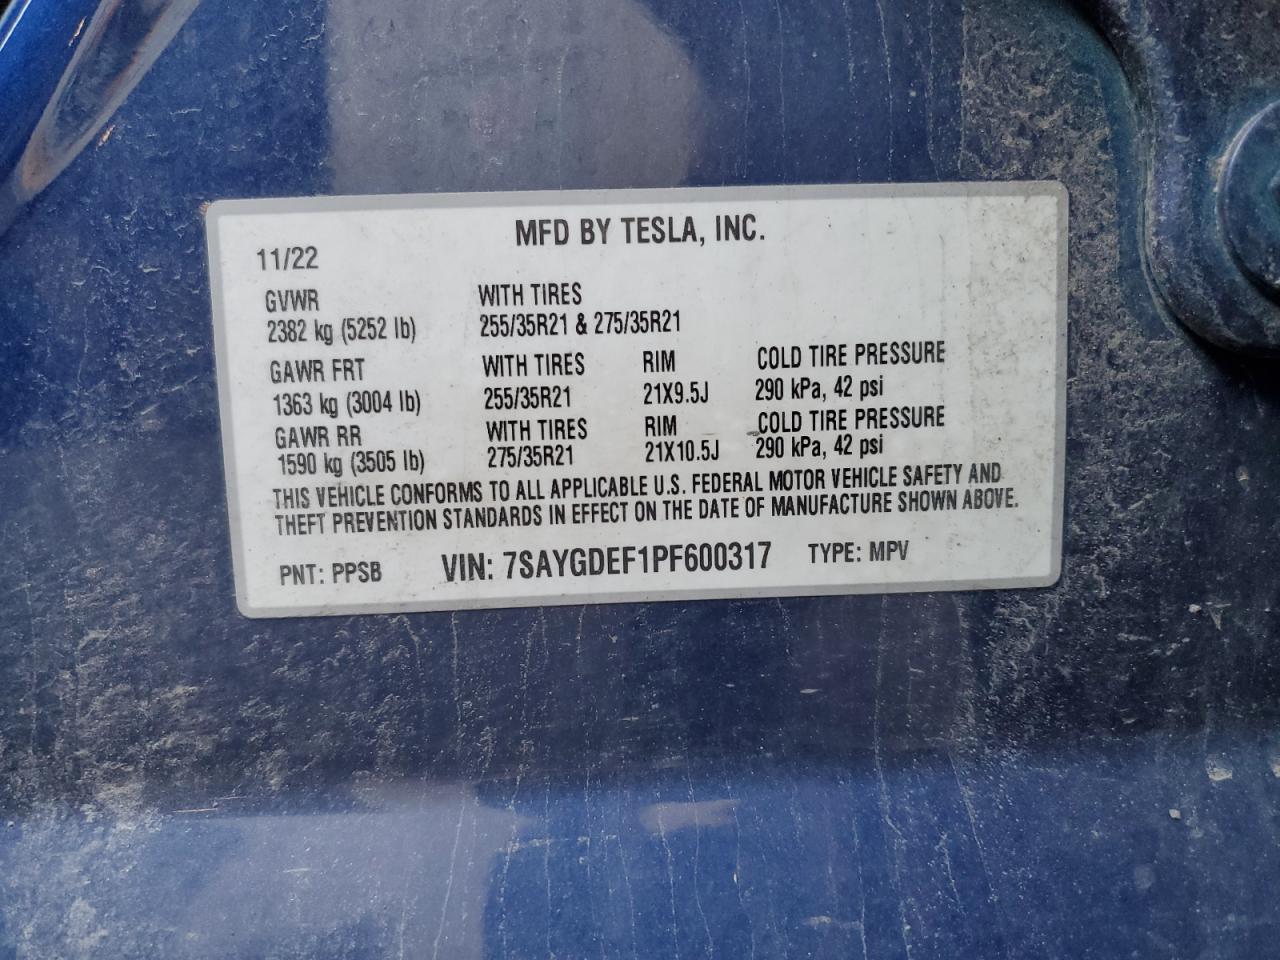 MFD BY TESLA, INC.
11/22
GVWR WITH TIRES
2382 kg (5252 lb) 255/35R21 & 275/35R21
GAWR FRT WITH TIRES RIM COLD TIRE PRESSURE
1363 kg (3004 lb) 255/35R21 21X9.5J 290 kPa, 42 psi
GAWR RR WITH TIRES RIM COLD TIRE PRESSURE
1590 kg (3505 lb) 275/35R21 21X10.5J 290 kPa, 42 psi
THIS VEHICLE CONFORMS TO ALL APPLICABLE U.S. FEDERAL MOTOR VEHICLE SAFETY AND
THEFT PREVENTION STANDARDS IN EFFECT ON THE DATE OF MANUFACTURE SHOWN ABOVE.
PNT: PPSB VIN: 7SAYGDEF1PF600317 TYPE: MPV